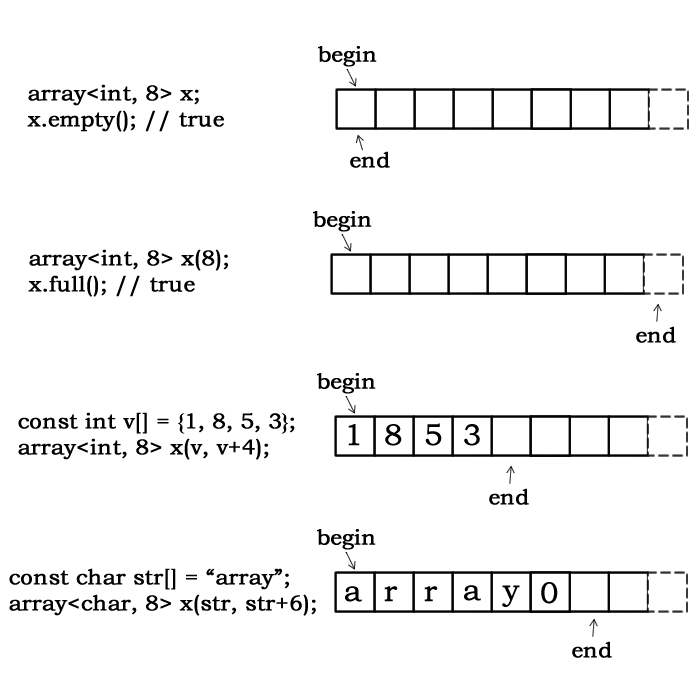 begin
array<int, 8> x;
x.empty(); // true
end
begin
array<int, 8> x(8);
x.full(); // true
end
begin
const int v[] = {1, 8, 5, 3};
array<int, 8> x(v, v+4);
1 8 5 3
end
begin
const char str[] = “array”;
array<char, 8> x(str, str+6);
a r r a y 0
end